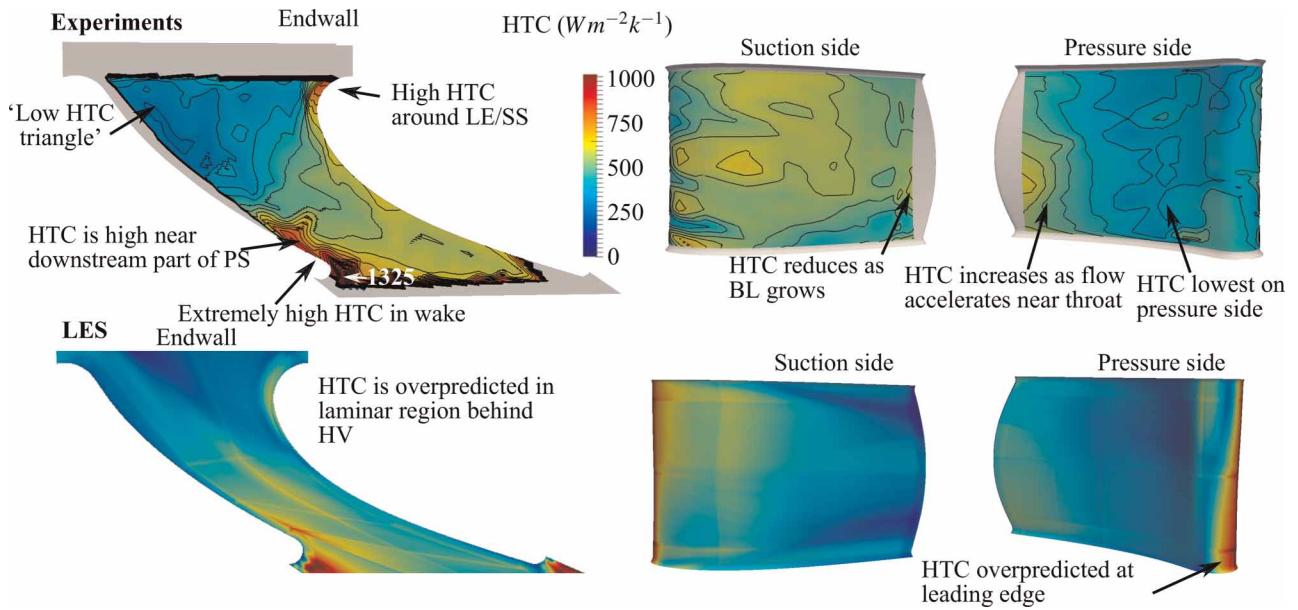 Experiments
Endwall
HTC (Wm−2k−1)
1000
750
500
250
0
'Low HTC
triangle'
High HTC
around LE/SS
HTC is high near
downstream part of PS
1325
Extremely high HTC in wake
Suction side
Pressure side
HTC reduces as
BL grows
HTC increases as flow
accelerates near throat
HTC lowest on
pressure side
LES
Endwall
HTC is overpredicted in
laminar region behind
HV
Suction side
Pressure side
HTC overpredicted at
leading edge